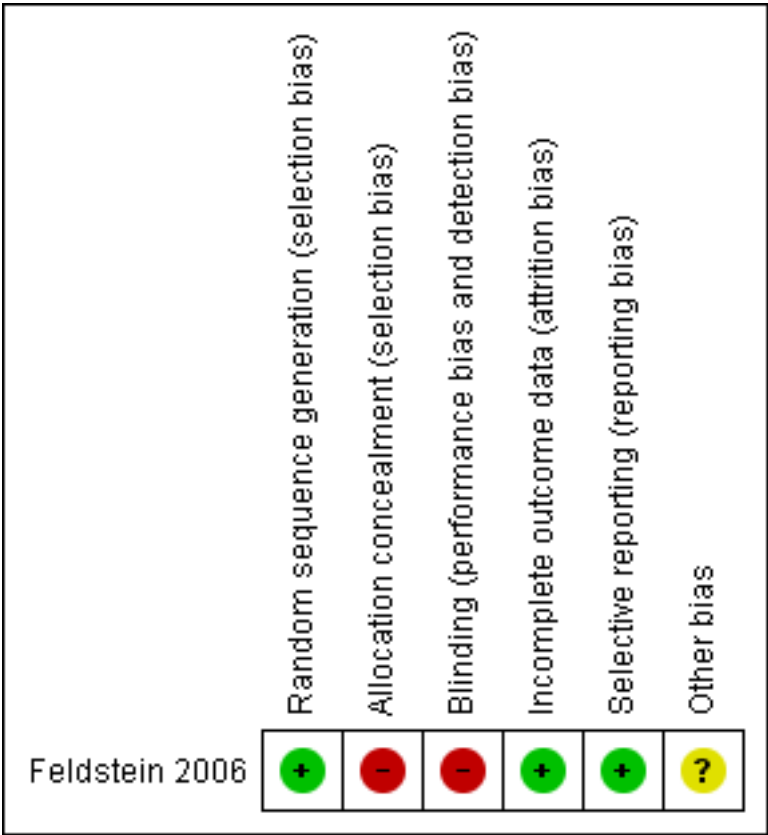 Random sequence generation (selection bias)
Allocation concealment (selection bias)
Blinding (performance bias and detection bias)
Incomplete outcome data (attrition bias)
Selective reporting (reporting bias)
Other bias
Feldstein 2006 + - - + + ?